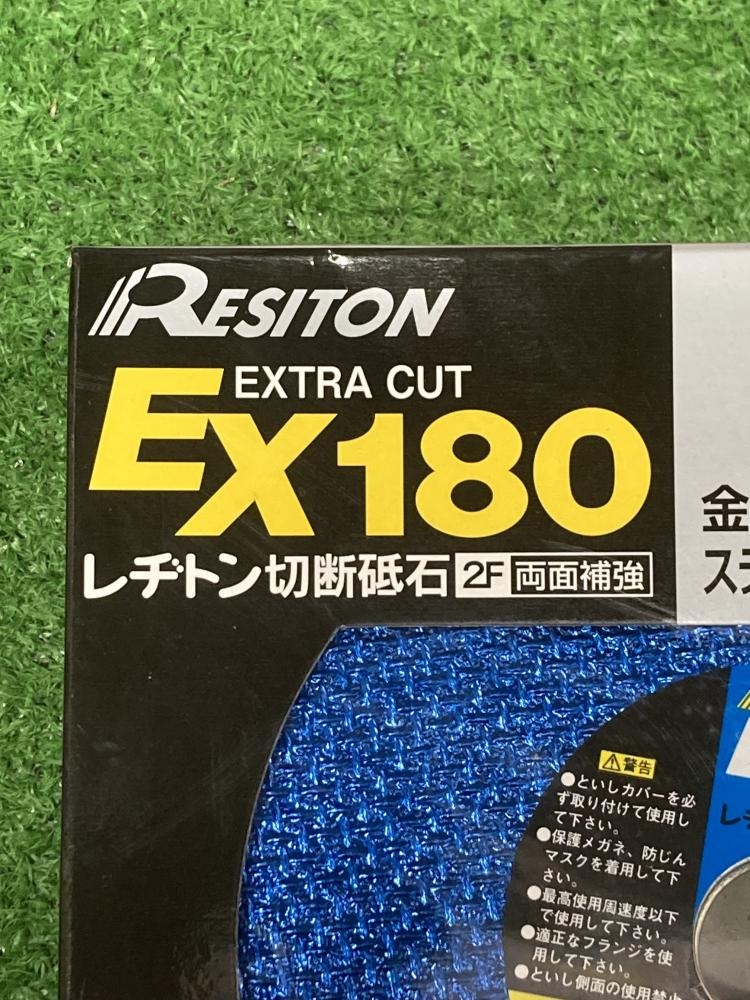 RESITON
EXTRA CUT
EX180
レヂトン切断砥石 2F 両面補強
金
ス
警告
●といしカバーを必
ず取り付けて使用し
て下さい。
●保護メガネ、防じん
マスクを着用して下
さい。
●最高使用周速度以下
で使用して下さい。
●適正なフランジを使
用して下さい。
●といし側面の使用禁止